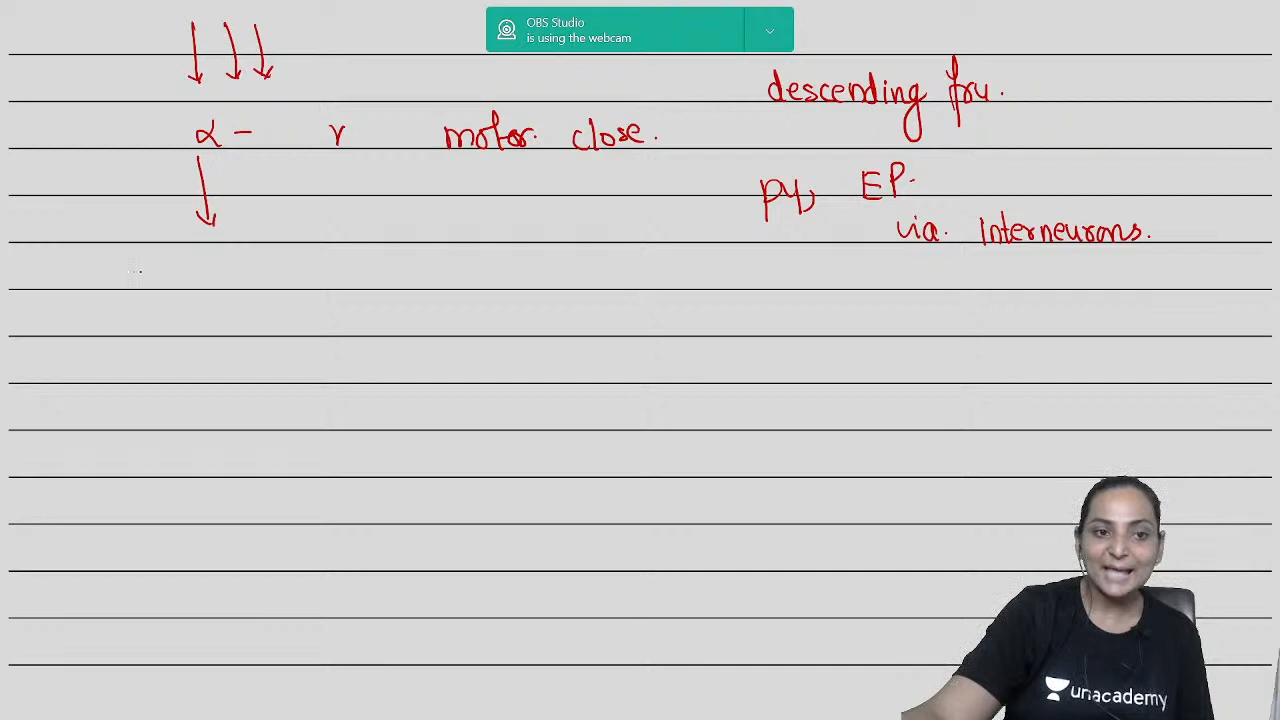 OBS Studio
is using the webcam
descending fru.
α - r motor. close.
py, EP.
via. Interneurons.
unacademy